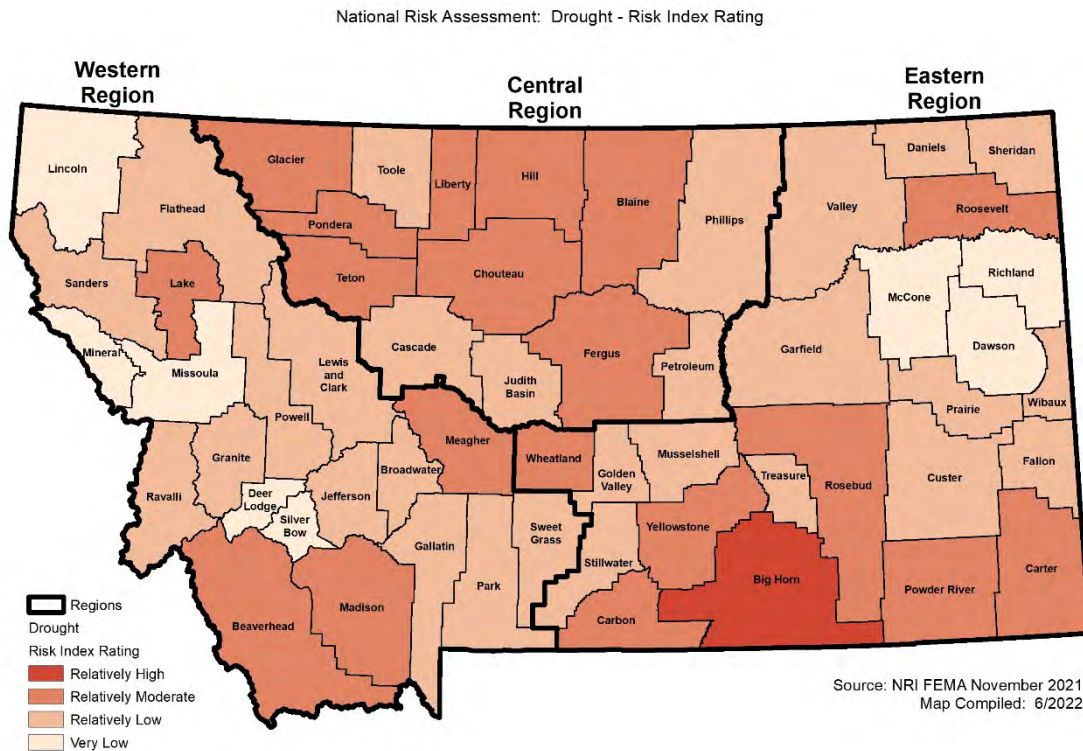 National Risk Assessment: Drought - Risk Index Rating
Western
Region
Central
Region
Eastern
Region
Lincoln
Flathead
Glacier
Toole
Liberty
Hill
Blaine
Phillips
Valley
Daniels
Sheridan
Roosevelt
Pondera
Teton
Chouteau
Sanders
Lake
Richland
McCone
Dawson
Mineral
Missoula
Lewis
and
Clark
Cascade
Judith
Basin
Fergus
Petroleum
Garfield
Prairie
Wibaux
Powell
Granite
Ravalli
Deer
Lodge
Silver
Bow
Jefferson
Broadwater
Meagher
Wheatland
Golden
Valley
Musselshell
Treasure
Rosebud
Custer
Fallon
Gallatin
Park
Sweet
Grass
Stillwater
Yellowstone
Big Horn
Powder River
Carter
Beaverhead
Madison
Carbon
Regions
Drought
Risk Index Rating
Relatively High
Relatively Moderate
Relatively Low
Very Low
Source: NRI FEMA November 2021
Map Compiled: 6/2022